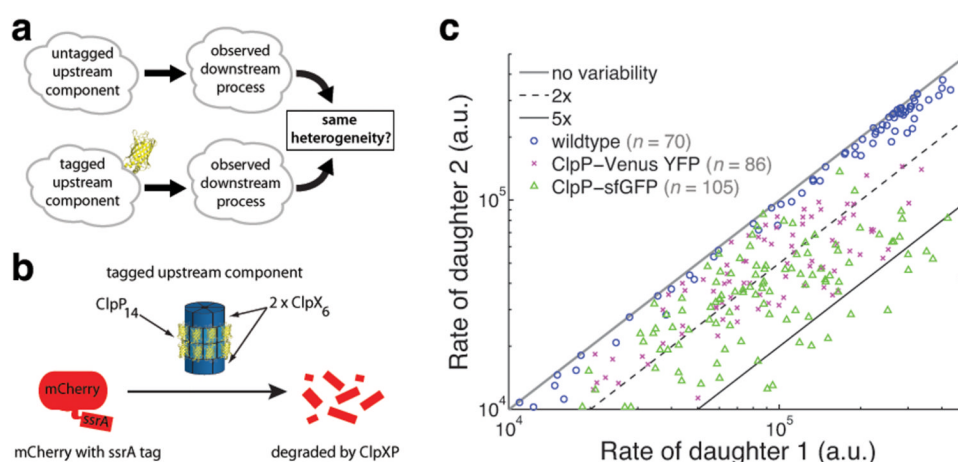 a
untagged
upstream
component
observed
downstream
process
same
heterogeneity?
tagged
upstream
component
observed
downstream
process
b
tagged upstream component
ClpP14
2 x ClpX6
mCherry
ssrA
mCherry with ssrA tag
degraded by ClpXP
c
no variability
2x
5x
wildtype (n = 70)
ClpP–Venus YFP (n = 86)
ClpP–sfGFP (n = 105)
Rate of daughter 2 (a.u.)
10^5
10^4
10^4 10^5
Rate of daughter 1 (a.u.)